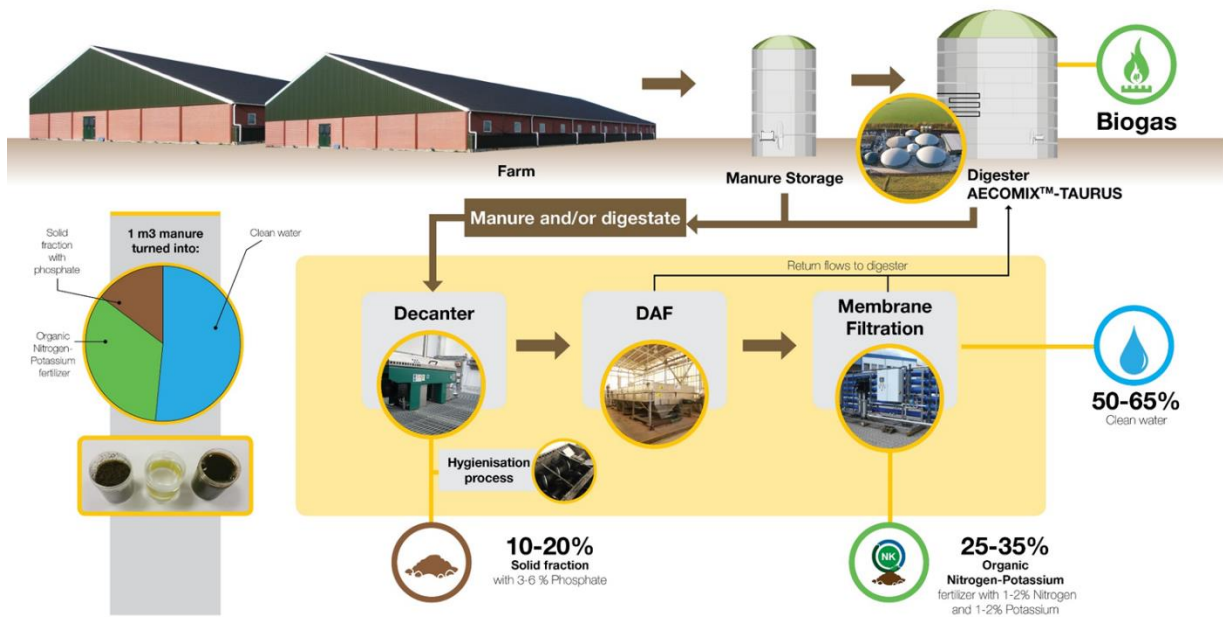 Farm
Manure Storage
Digester
AECOMIX™-TAURUS
Biogas
Manure and/or digestate
1 m3 manure
turned into:
Solid
fraction
with
phosphate
Clean water
Organic
Nitrogen-
Potassium
fertilizer
Return flows to digester
Decanter
DAF
Membrane
Filtration
50-65%
Clean water
Hygienisation
process
10-20%
Solid fraction
with 3-6 % Phosphate
NK
25-35%
Organic
Nitrogen-Potassium
fertilizer with 1-2% Nitrogen
and 1-2% Potassium